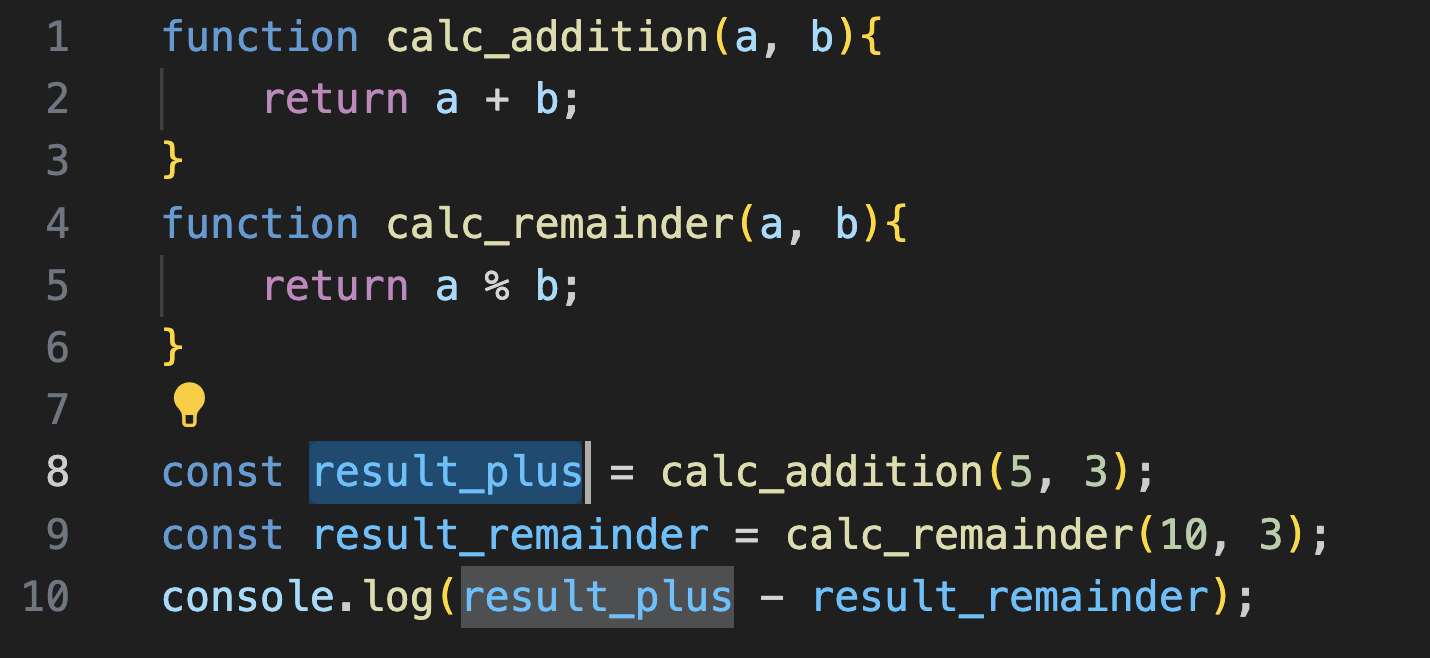 1 function calc_addition(a, b){
2     return a + b;
3 }
4 function calc_remainder(a, b){
5     return a % b;
6 }
7
8 const result_plus = calc_addition(5, 3);
9 const result_remainder = calc_remainder(10, 3);
10 console.log(result_plus - result_remainder);